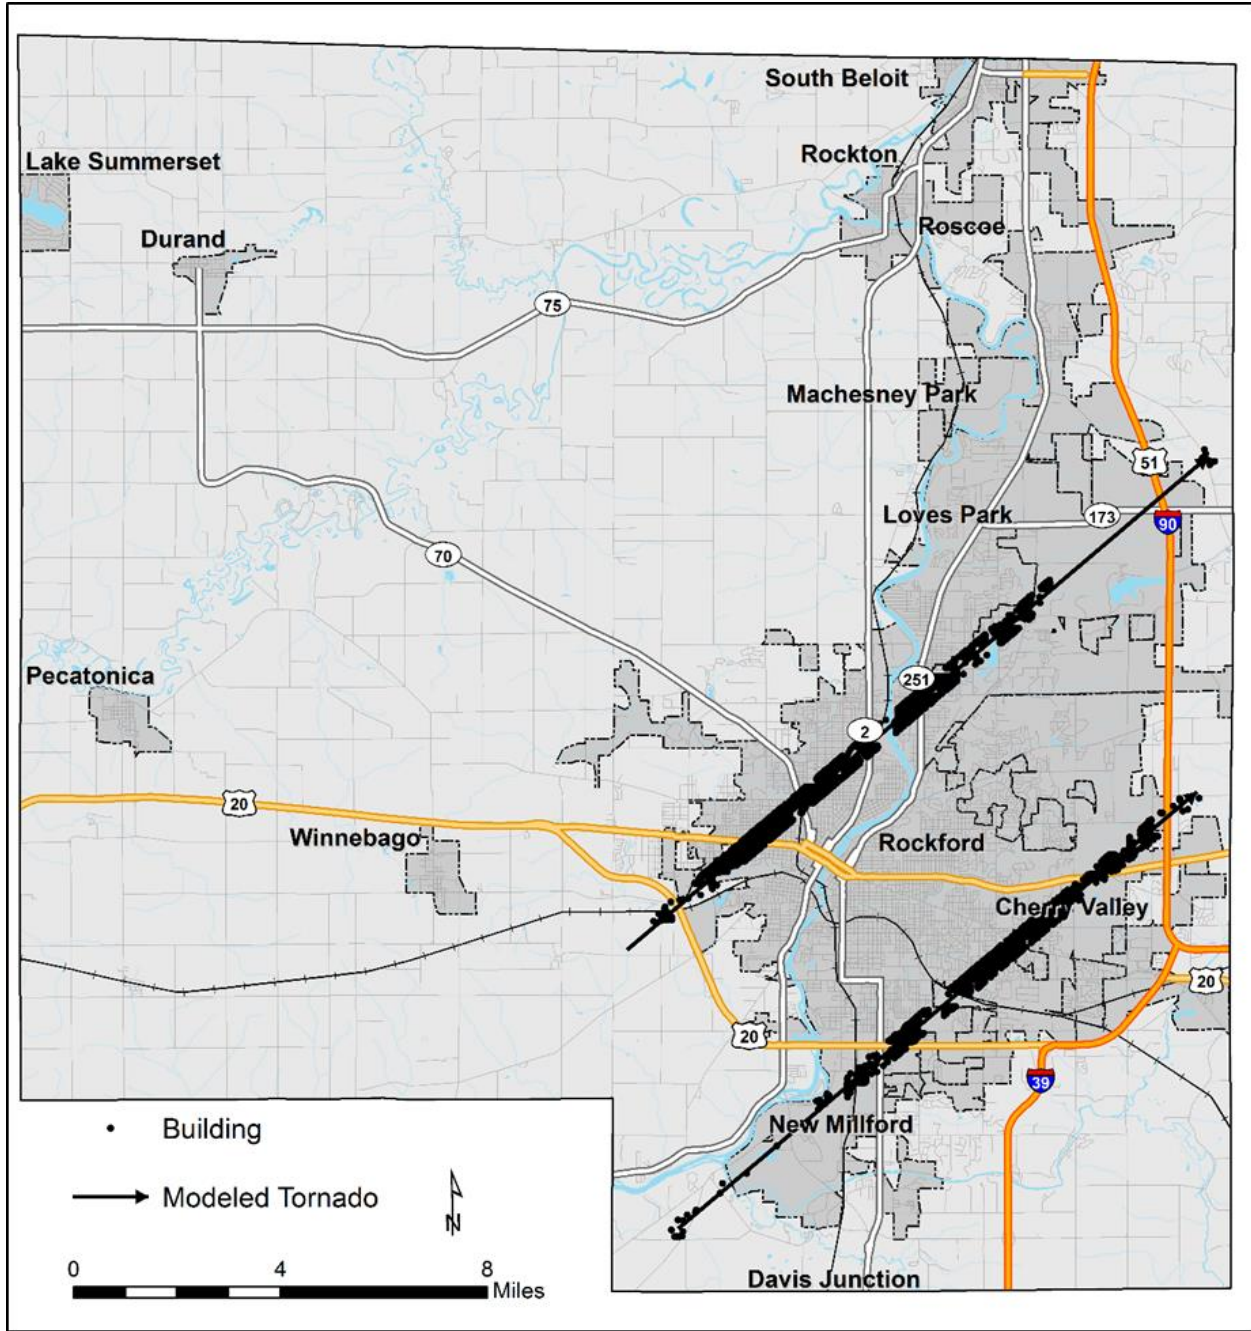 South Beloit
Rockton
Lake Summerset
Roscoe
Durand
75
Machesney Park
51
Loves Park
173
90
70
Pecatonica
251
2
20
Winnebago
Rockford
Cherry Valley
20
20
39
New Millford
Building
Modeled Tornado
N
Davis Junction
0 4 8
Miles